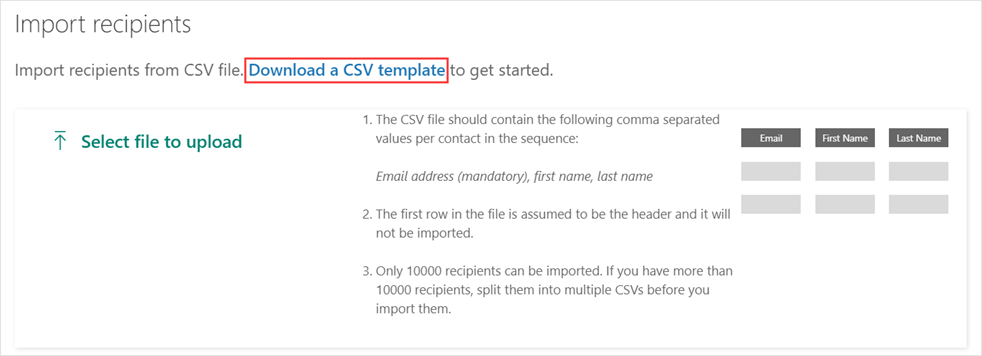 Import recipients
Import recipients from CSV file. Download a CSV template to get started.
Select file to upload
1. The CSV file should contain the following comma separated
values per contact in the sequence:
Email address (mandatory), first name, last name
2. The first row in the file is assumed to be the header and it will
not be imported.
3. Only 10000 recipients can be imported. If you have more than
10000 recipients, split them into multiple CSVs before you
import them.
Email First Name Last Name